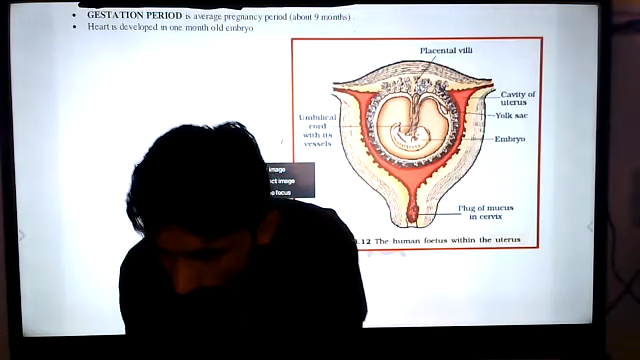 • GESTATION PERIOD is average pregnancy period (about 9 months)
• Heart is developed in one month old embryo
Placental villi
Cavity of
uterus
Yolk sac
Umbilical
cord
with its
vessels
Embryo
image
ct image
focus
Plug of mucus
in cervix
.12 The human foetus within the uterus